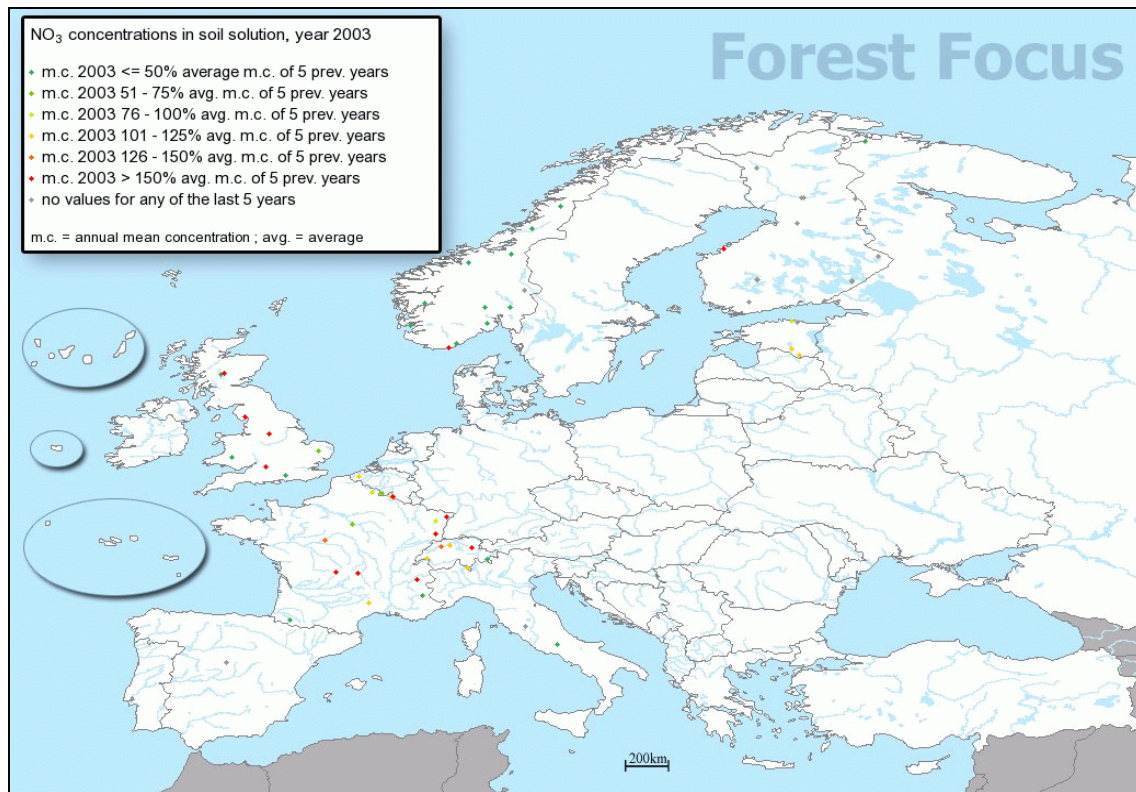 NO₃ concentrations in soil solution, year 2003
m.c. 2003 <= 50% average m.c. of 5 prev. years
m.c. 2003 51 - 75% avg. m.c. of 5 prev. years
m.c. 2003 76 - 100% avg. m.c. of 5 prev. years
m.c. 2003 101 - 125% avg. m.c. of 5 prev. years
m.c. 2003 126 - 150% avg. m.c. of 5 prev. years
m.c. 2003 > 150% avg. m.c. of 5 prev. years
no values for any of the last 5 years
m.c. = annual mean concentration ; avg. = average
Forest Focus
200km